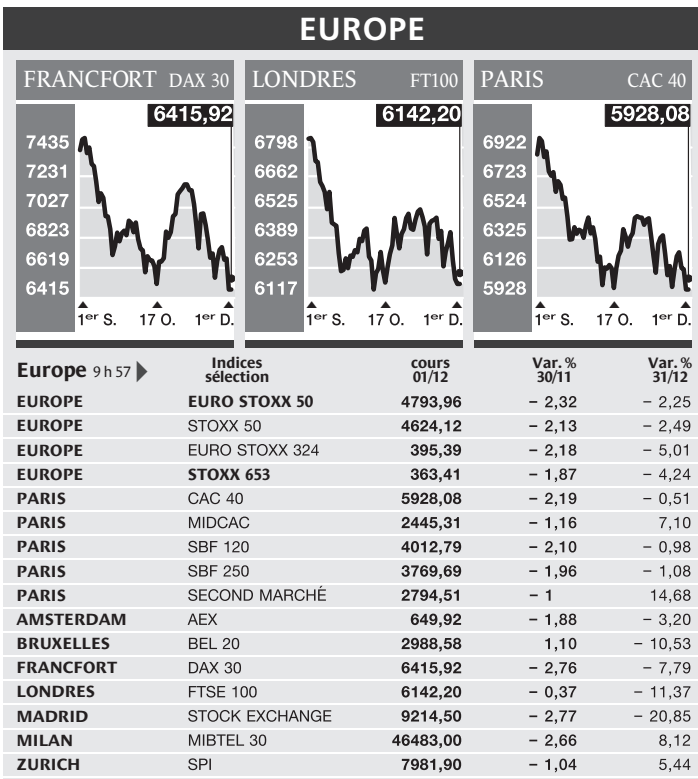 EUROPE
FRANCFORT DAX 30
6415,92
7435
7231
7027
6823
6619
6415
1er S. 17 O. 1er D.
LONDRES FT100
6142,20
6798
6662
6525
6389
6253
6117
1er S. 17 O. 1er D.
PARIS CAC 40
5928,08
6922
6723
6524
6325
6126
5928
1er S. 17 O. 1er D.
Europe 9 h 57 Indices sélection cours 01/12 Var. % 30/11 Var. % 31/12
EUROPE EURO STOXX 50 4793,96 – 2,32 – 2,25
EUROPE STOXX 50 4624,12 – 2,13 – 2,49
EUROPE EURO STOXX 324 395,39 – 2,18 – 5,01
EUROPE STOXX 653 363,41 – 1,87 – 4,24
PARIS CAC 40 5928,08 – 2,19 – 0,51
PARIS MIDCAC 2445,31 – 1,16 7,10
PARIS SBF 120 4012,79 – 2,10 – 0,98
PARIS SBF 250 3769,69 – 1,96 – 1,08
PARIS SECOND MARCHÉ 2794,51 – 1 14,68
AMSTERDAM AEX 649,92 – 1,88 – 3,20
BRUXELLES BEL 20 2988,58 1,10 – 10,53
FRANCFORT DAX 30 6415,92 – 2,76 – 7,79
LONDRES FTSE 100 6142,20 – 0,37 – 11,37
MADRID STOCK EXCHANGE 9214,50 – 2,77 – 20,85
MILAN MIBTEL 30 46483,00 – 2,66 8,12
ZURICH SPI 7981,90 – 1,04 5,44